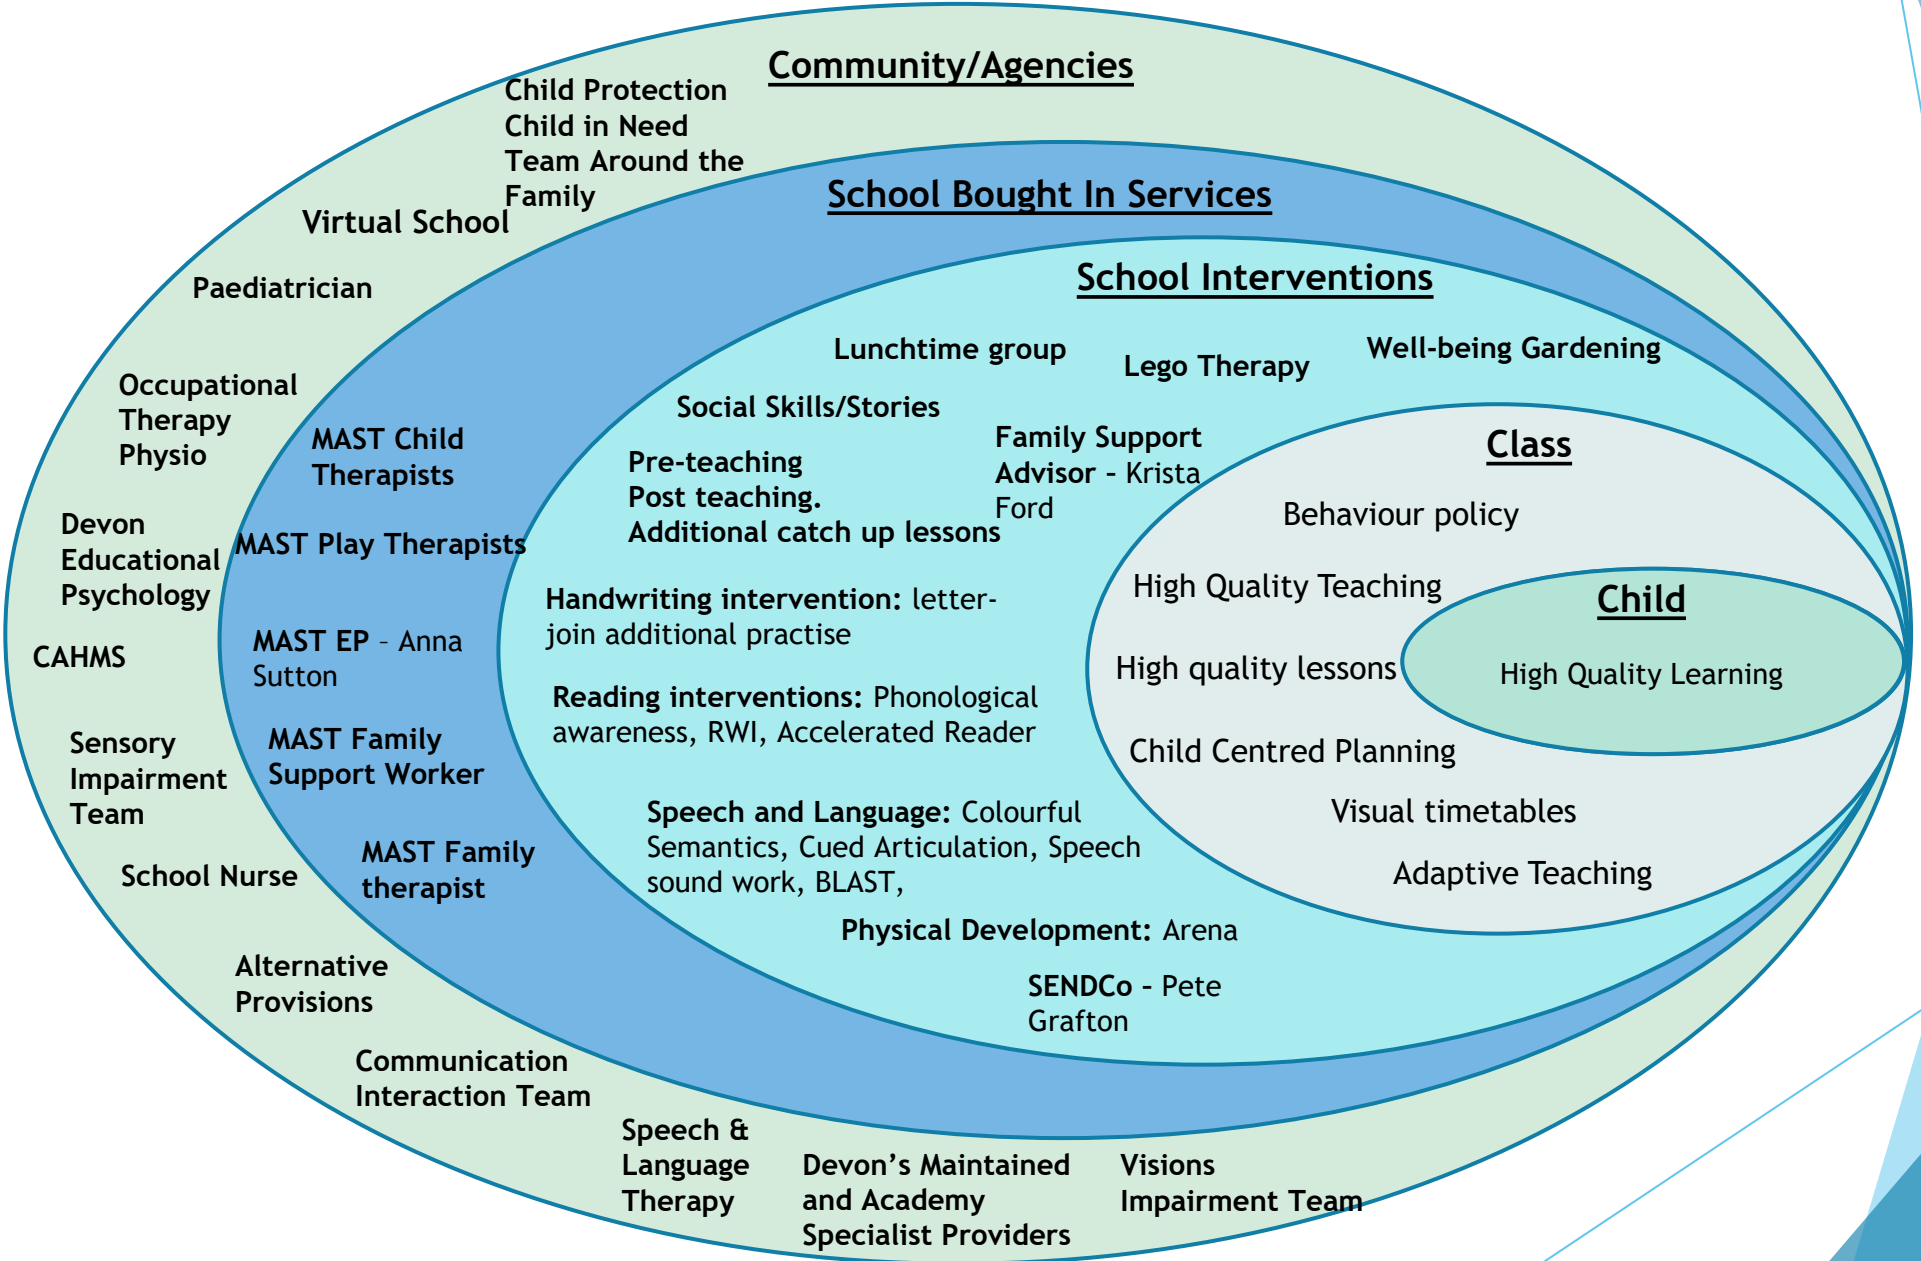 Community/Agencies
Child Protection
Child in Need
Team Around the
Family
Virtual School
Paediatrician
Occupational
Therapy
Physio
Devon
Educational
Psychology
CAHMS
Sensory
Impairment
Team
School Nurse
Alternative
Provisions
Communication
Interaction Team
Speech &
Language
Therapy
Devon’s Maintained
and Academy
Specialist Providers
Visions
Impairment Team
School Bought In Services
MAST Child
Therapists
MAST Play Therapists
MAST EP – Anna
Sutton
MAST Family
Support Worker
MAST Family
therapist
School Interventions
Lunchtime group
Lego Therapy
Well-being Gardening
Social Skills/Stories
Family Support
Advisor – Krista
Ford
Pre-teaching
Post teaching.
Additional catch up lessons
Handwriting intervention: letter-
join additional practise
Reading interventions: Phonological
awareness, RWI, Accelerated Reader
Speech and Language: Colourful
Semantics, Cued Articulation, Speech
sound work, BLAST,
Physical Development: Arena
SENDCo – Pete
Grafton
Class
Behaviour policy
High Quality Teaching
High quality lessons
Child Centred Planning
Visual timetables
Adaptive Teaching
Child
High Quality Learning